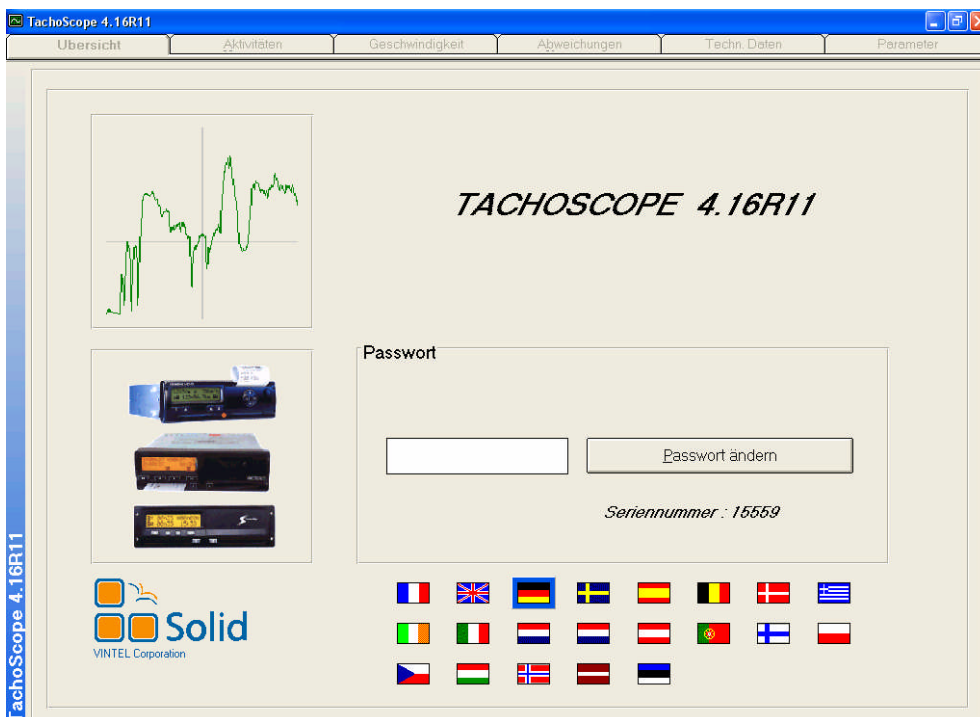 TachoScope 4.16R11
Übersicht
Aktivitäten
Geschwindigkeit
Abweichungen
Techn. Daten
Parameter
TACHOSCOPE 4.16R11
Passwort
Passwort ändern
Seriennummer : 15559
Solid
VINTEL Corporation
TachoScope 4.16R11